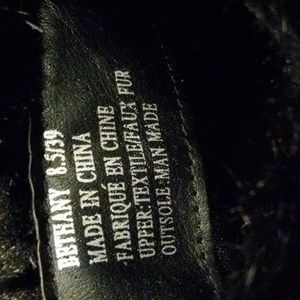 BETHANY 8.5/39
MADE IN CHINA
FABRIQUÉ EN CHINE
UPPER-TEXTILE/FAUX FUR
OUTSOLE-MAN MADE